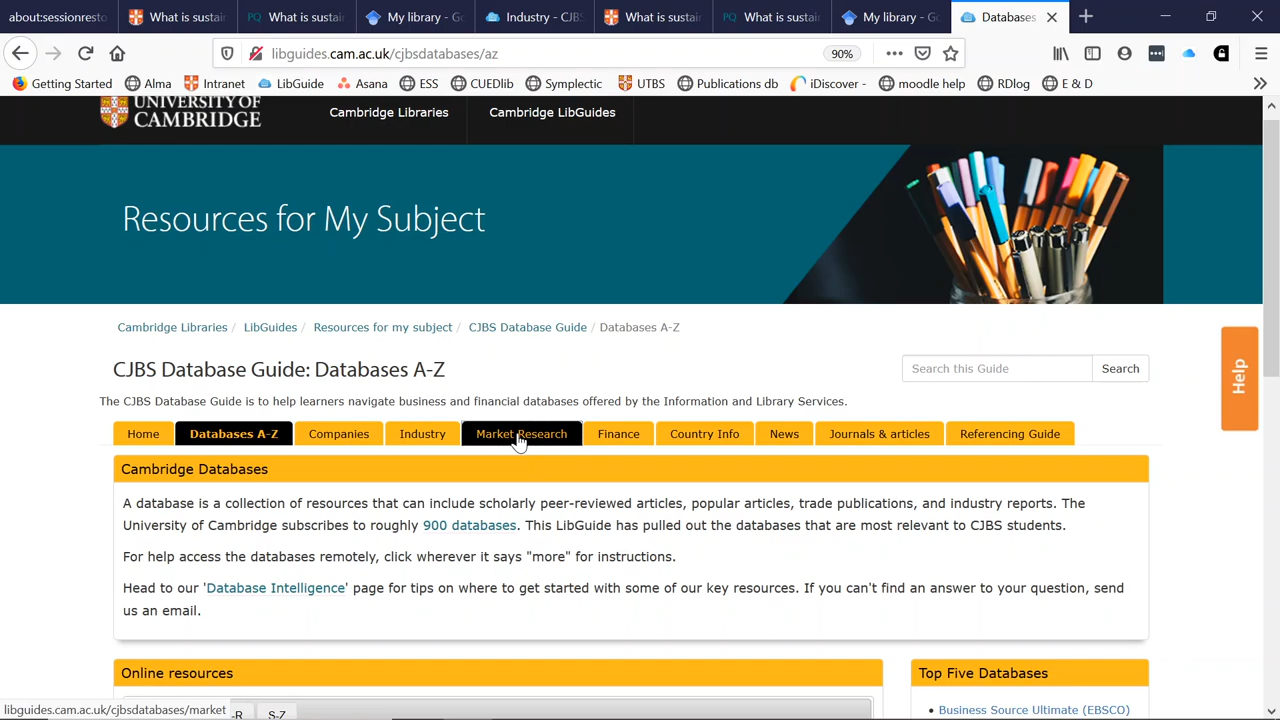 about:sessionresto
What is sustai
PQ What is sustain
My library - Go
Industry - CJBS
What is sustai
PQ What is sustain
My library - Go
Databases
libguides.cam.ac.uk/cjbsdatabases/az
90%
Getting Started
Alma
Intranet
LibGuide
Asana
ESS
CUEDlib
Symplectic
UTBS
Publications db
iDiscover -
moodle help
RDlog
E & D
UNIVERSITY OF
CAMBRIDGE
Cambridge Libraries
Cambridge LibGuides
Resources for My Subject
Cambridge Libraries / LibGuides / Resources for my subject / CJBS Database Guide / Databases A-Z
CJBS Database Guide: Databases A-Z
Search this Guide
Search
Help
The CJBS Database Guide is to help learners navigate business and financial databases offered by the Information and Library Services.
Home
Databases A-Z
Companies
Industry
Market Research
Finance
Country Info
News
Journals & articles
Referencing Guide
Cambridge Databases
A database is a collection of resources that can include scholarly peer-reviewed articles, popular articles, trade publications, and industry reports. The
University of Cambridge subscribes to roughly 900 databases. This LibGuide has pulled out the databases that are most relevant to CJBS students.
For help access the databases remotely, click wherever it says "more" for instructions.
Head to our 'Database Intelligence' page for tips on where to get started with some of our key resources. If you can't find an answer to your question, send
us an email.
Online resources
Top Five Databases
-R
S-Z
• Business Source Ultimate (EBSCO)
libguides.cam.ac.uk/cjbsdatabases/market